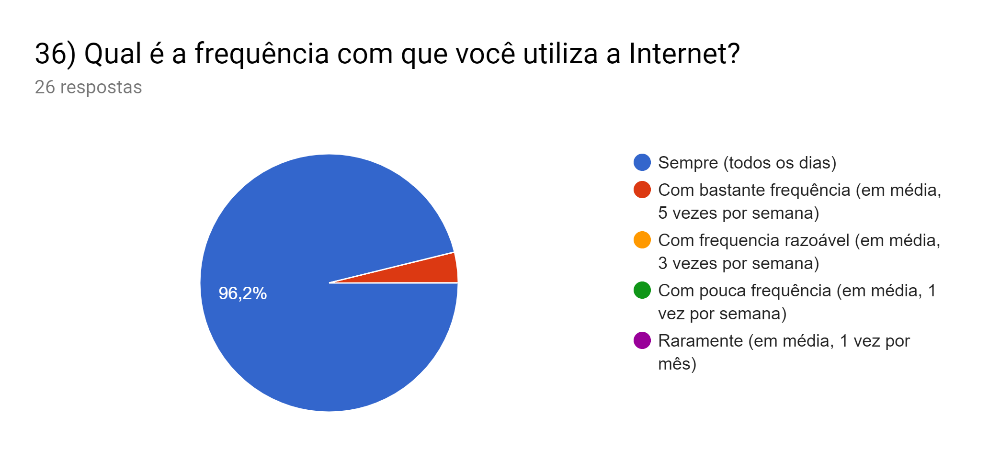 36) Qual é a frequência com que você utiliza a Internet?
26 respostas
96,2%
Sempre (todos os dias)
Com bastante frequência (em média,
5 vezes por semana)
Com frequencia razoável (em média,
3 vezes por semana)
Com pouca frequência (em média, 1
vez por semana)
Raramente (em média, 1 vez por
mês)